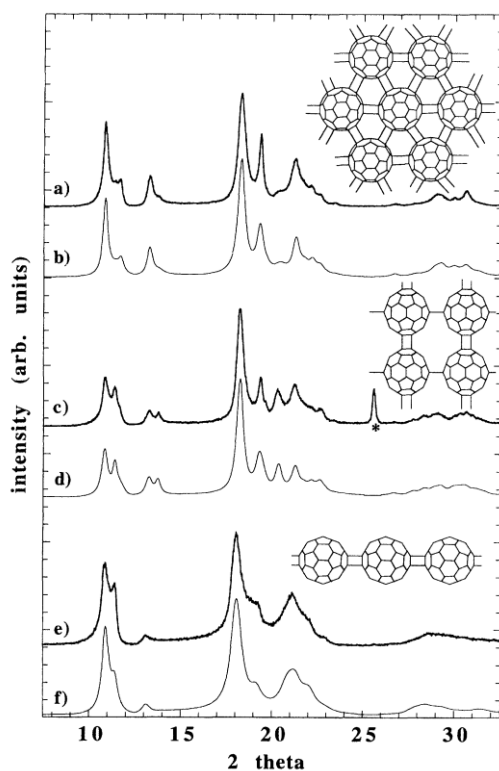 a)
b)
c)
*
d)
e)
f)
intensity (arb. units)
10 15 20 25 30
2 theta